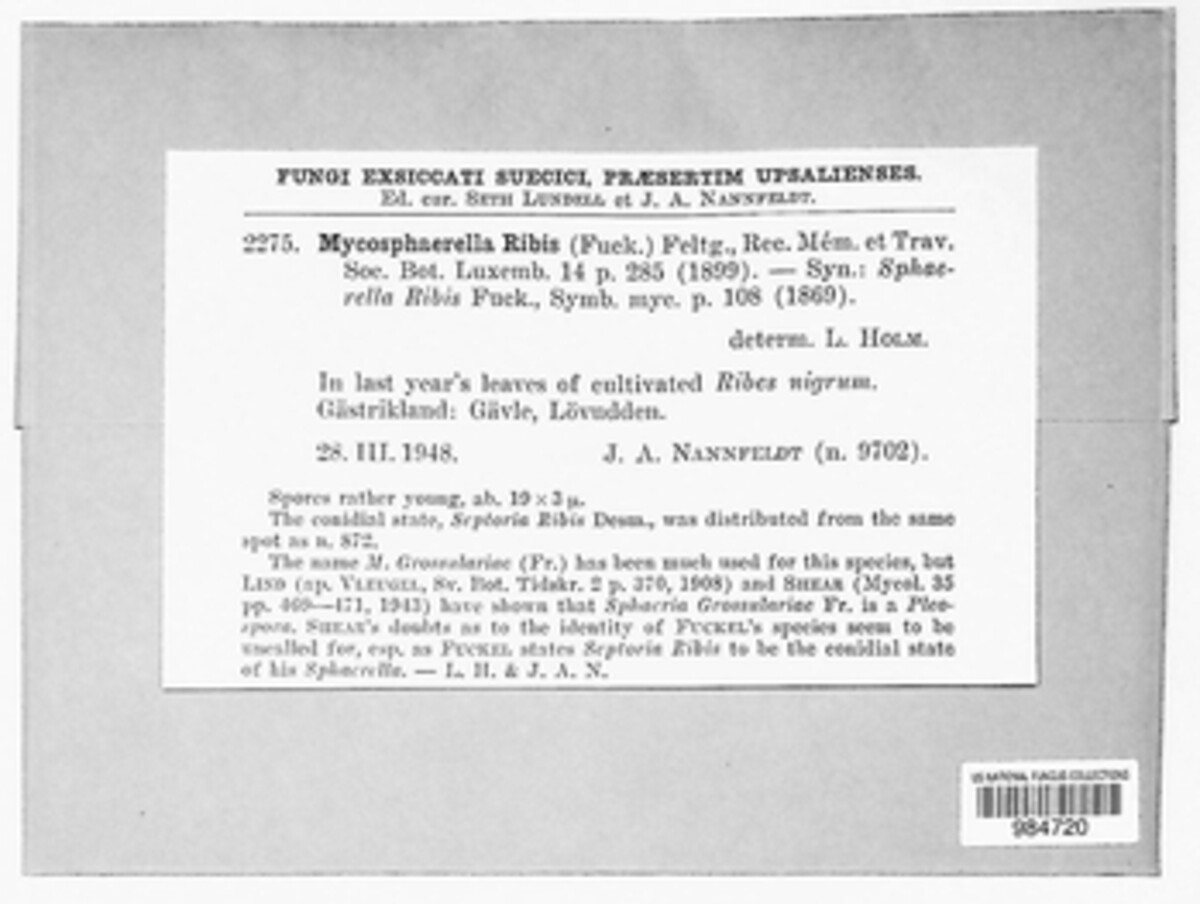 FUNGI EXSICCATI SUECICI, PRÆSERTIM UPSALIENSES.
Ed. cur. SETH LUNDELL et J. A. NANNFELDT.
2275. Mycosphaerella Ribis (Fuck.) Feltg., Rec. Mém. et Trav.
Soc. Bot. Luxemb. 14 p. 285 (1899). — Syn.: Sphae-
rella Ribis Fuck., Symb. myc. p. 108 (1869).
determ. L. HOLM.
In last year's leaves of cultivated Ribes nigrum.
Gästrikland: Gävle, Lövudden.
28. III. 1948. J. A. NANNFELDT (n. 9702).
Spores rather young, ab. 19 × 3 µ.
The conidial state, Septoria Ribis Desm., was distributed from the same
spot as n. 872.
The name M. Grossulariae (Fr.) has been much used for this species, but
LIND (ap. VLEUGEL, Sv. Bot. Tidskr. 2 p. 370, 1908) and SHEAR (Mycol. 35
pp. 469—471, 1943) have shown that Sphaeria Grossulariae Fr. is a Pleo-
spora. SHEAR's doubts as to the identity of FUCKEL's species seem to be
uncalled for, esp. as FUCKEL states Septoria Ribis to be the conidial state
of his Sphaerella. — L. H. & J. A. N.
US NATIONAL FUNGUS COLLECTIONS
984720